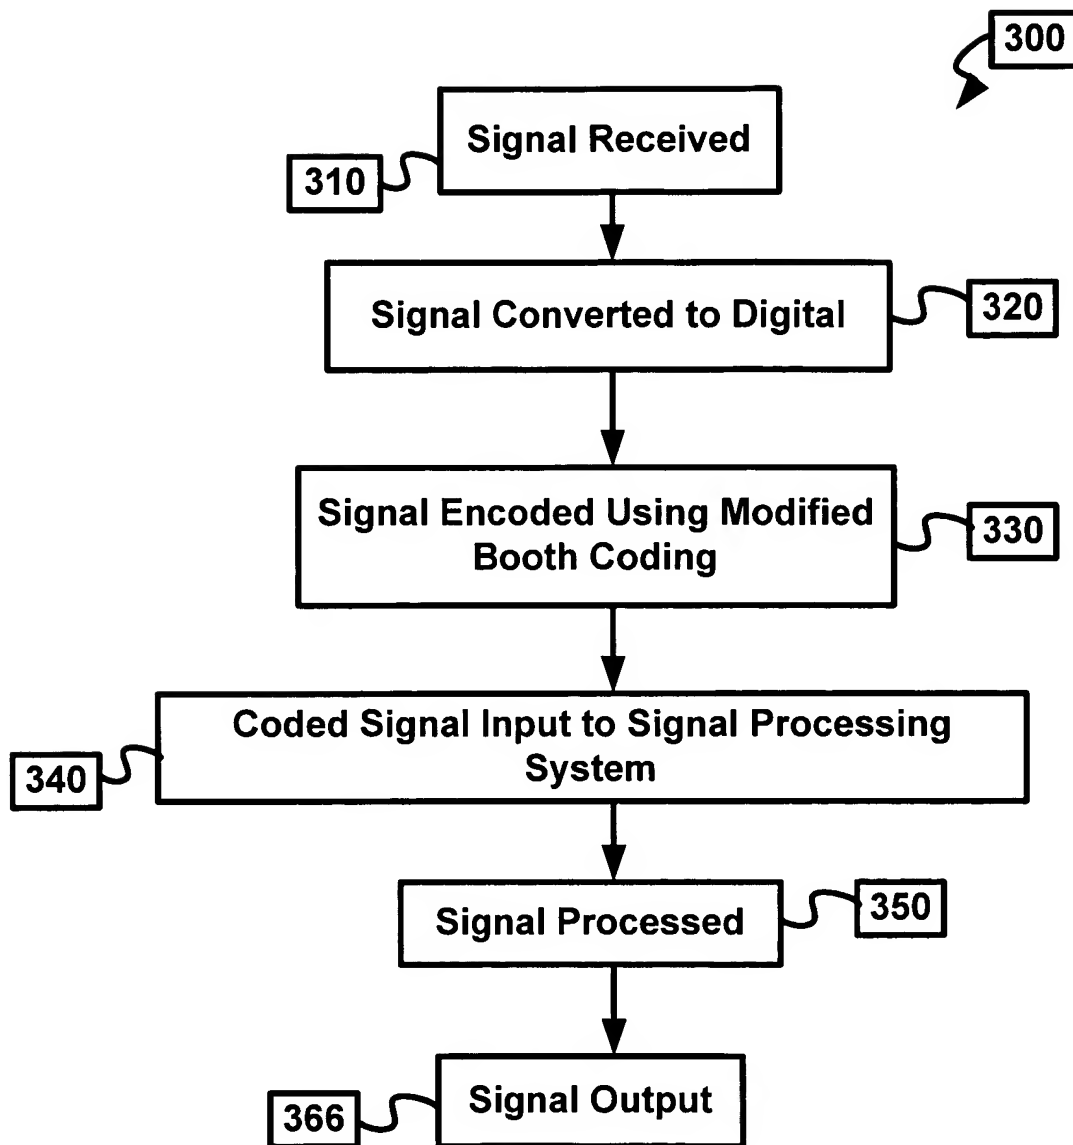 300
Signal Received
310
Signal Converted to Digital
320
Signal Encoded Using Modified
Booth Coding
330
Coded Signal Input to Signal Processing
System
340
Signal Processed
350
Signal Output
366